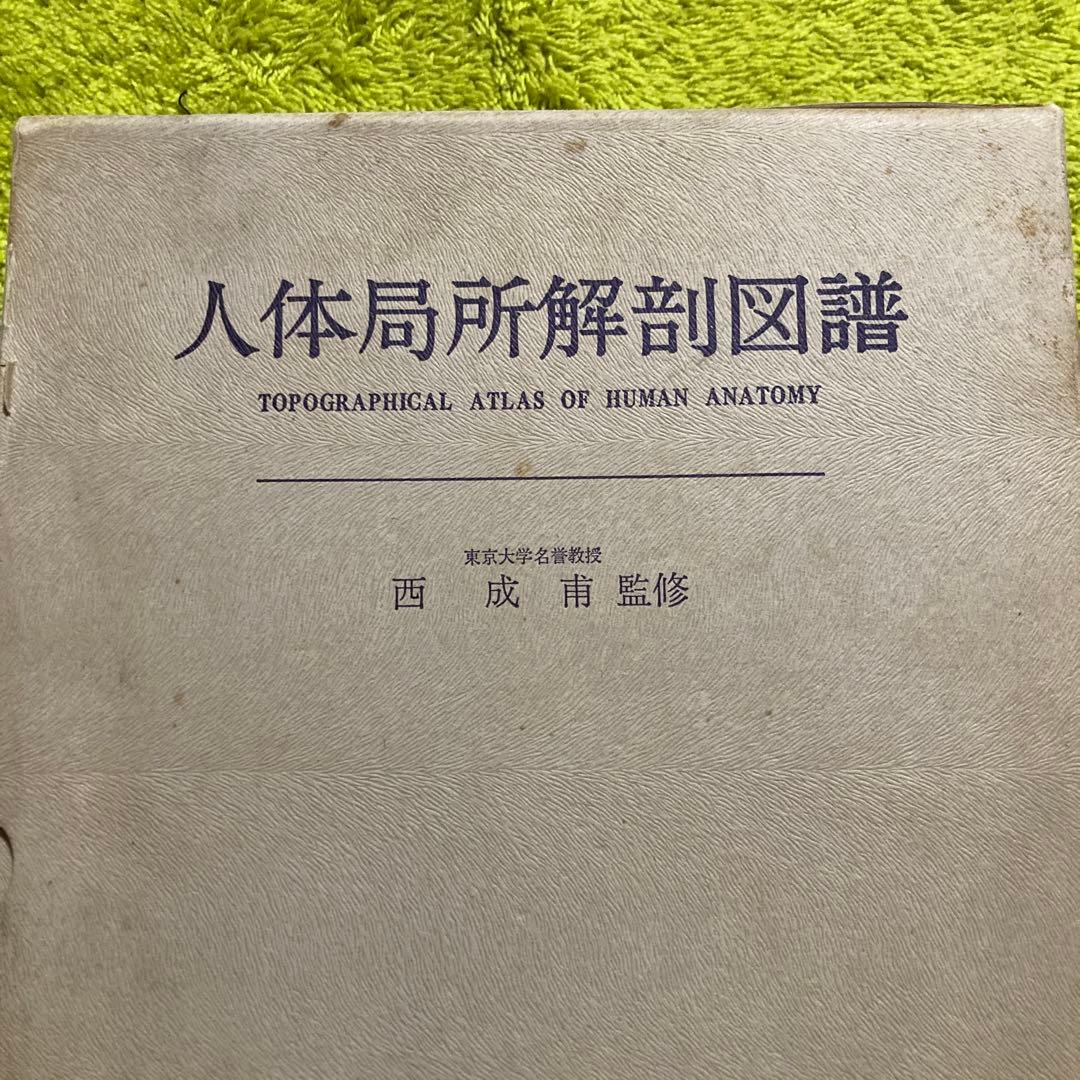 人体局所解剖図譜
TOPOGRAPHICAL ATLAS OF HUMAN ANATOMY
東京大学名誉教授
西 成 甫 監修